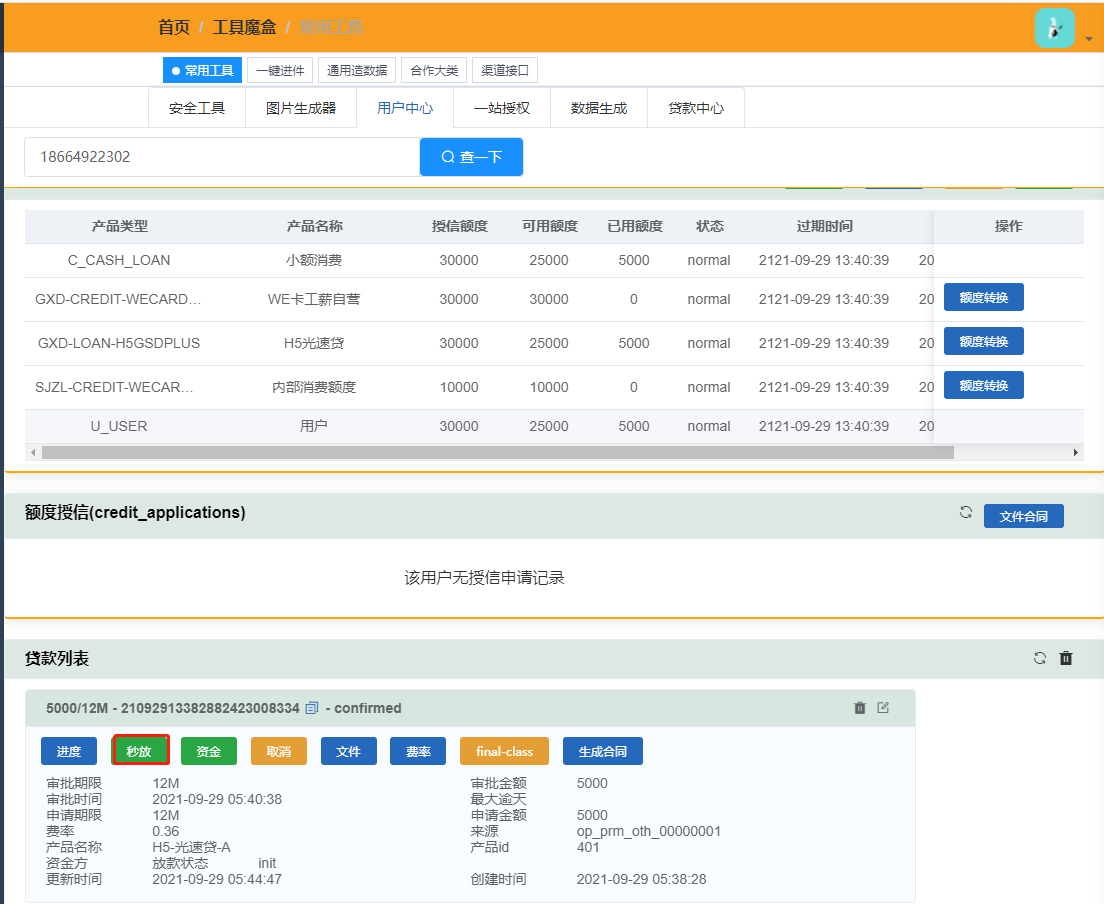 首页 / 工具魔盒 / 常用工具
常用工具 一键进件 通用造数据 合作大类 渠道接口
安全工具 图片生成器 用户中心 一站授权 数据生成 贷款中心
18664922302 查一下
产品类型 产品名称 授信额度 可用额度 已用额度 状态 过期时间 操作
C_CASH_LOAN 小额消费 30000 25000 5000 normal 2121-09-29 13:40:39 20
GXD-CREDIT-WECARD... WE卡工薪自营 30000 30000 0 normal 2121-09-29 13:40:39 20 额度转换
GXD-LOAN-H5GSDPLUS H5光速贷 30000 25000 5000 normal 2121-09-29 13:40:39 20 额度转换
SJZL-CREDIT-WECAR... 内部消费额度 10000 10000 0 normal 2121-09-29 13:40:39 20 额度转换
U_USER 用户 30000 25000 5000 normal 2121-09-29 13:40:39 20
额度授信(credit_applications) 文件合同
该用户无授信申请记录
贷款列表
5000/12M - 21092913382882423008334 - confirmed
进度 秒放 资金 取消 文件 费率 final-class 生成合同
审批期限 12M 审批金额 5000
审批时间 2021-09-29 05:40:38 最大逾天
申请期限 12M 申请金额 5000
费率 0.36 来源 op_prm_oth_00000001
产品名称 H5-光速贷-A 产品id 401
资金方 放款状态 init
更新时间 2021-09-29 05:44:47 创建时间 2021-09-29 05:38:28